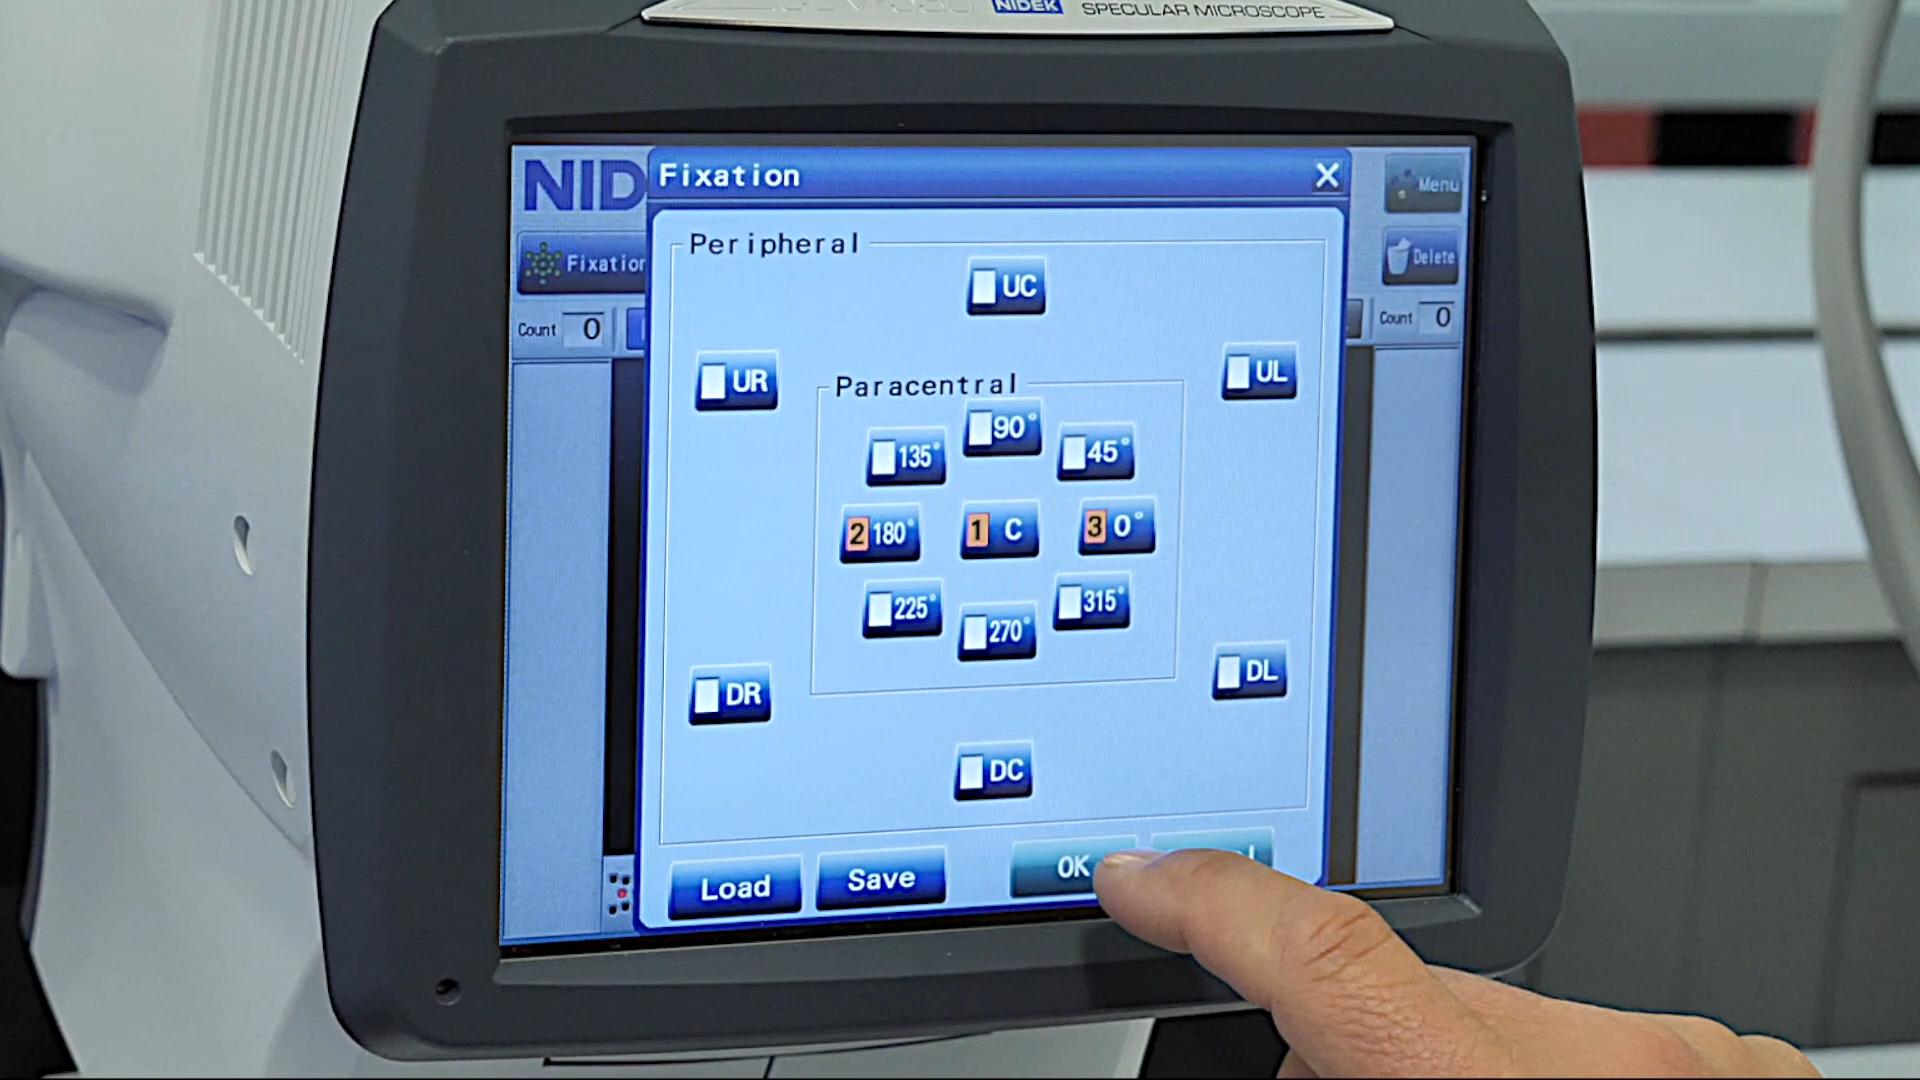 NIDEK SPECULAR MICROSCOPE
NID
Fixation
X
Menu
Fixation
Delete
Count 0
Count 0
Peripheral
UC
UR
UL
Paracentral
90°
135°
45°
2 180°
1 C
3 0°
225°
315°
270°
DR
DL
DC
Load
Save
OK